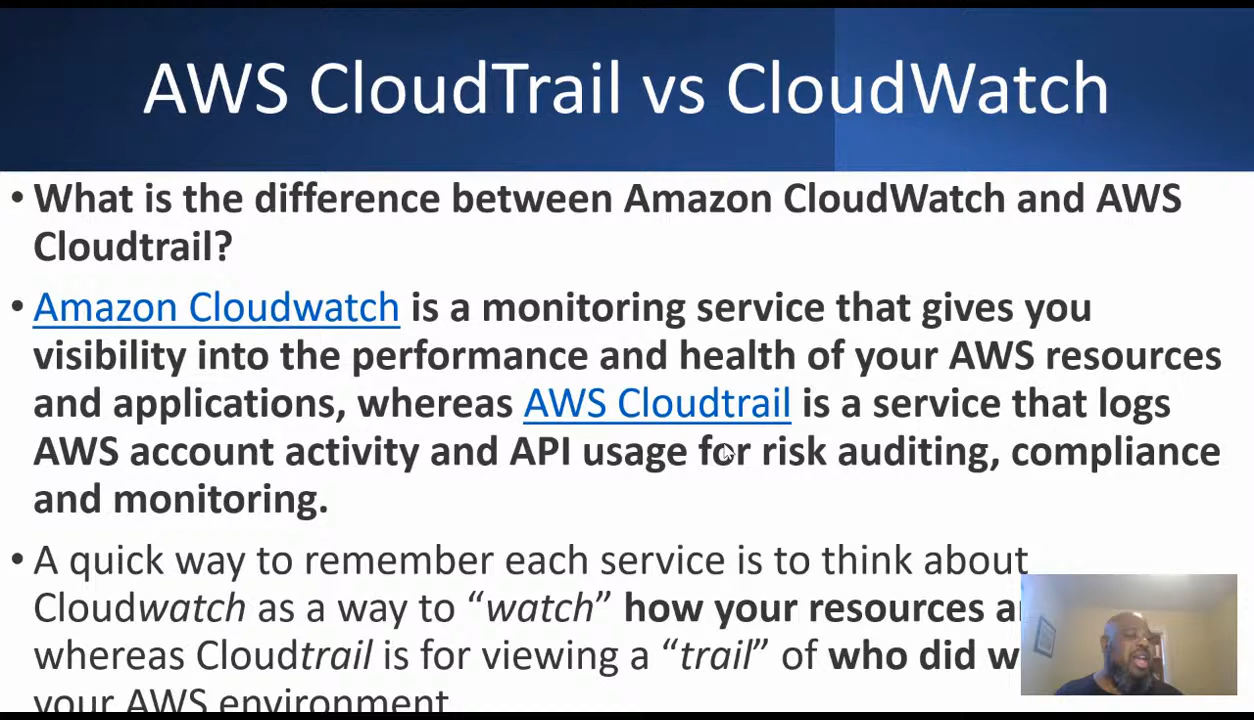 AWS CloudTrail vs CloudWatch
• What is the difference between Amazon CloudWatch and AWS
Cloudtrail?
• Amazon Cloudwatch is a monitoring service that gives you
visibility into the performance and health of your AWS resources
and applications, whereas AWS Cloudtrail is a service that logs
AWS account activity and API usage for risk auditing, compliance
and monitoring.
• A quick way to remember each service is to think about
Cloudwatch as a way to “watch” how your resources
whereas Cloudtrail is for viewing a “trail” of who did
your AWS environment